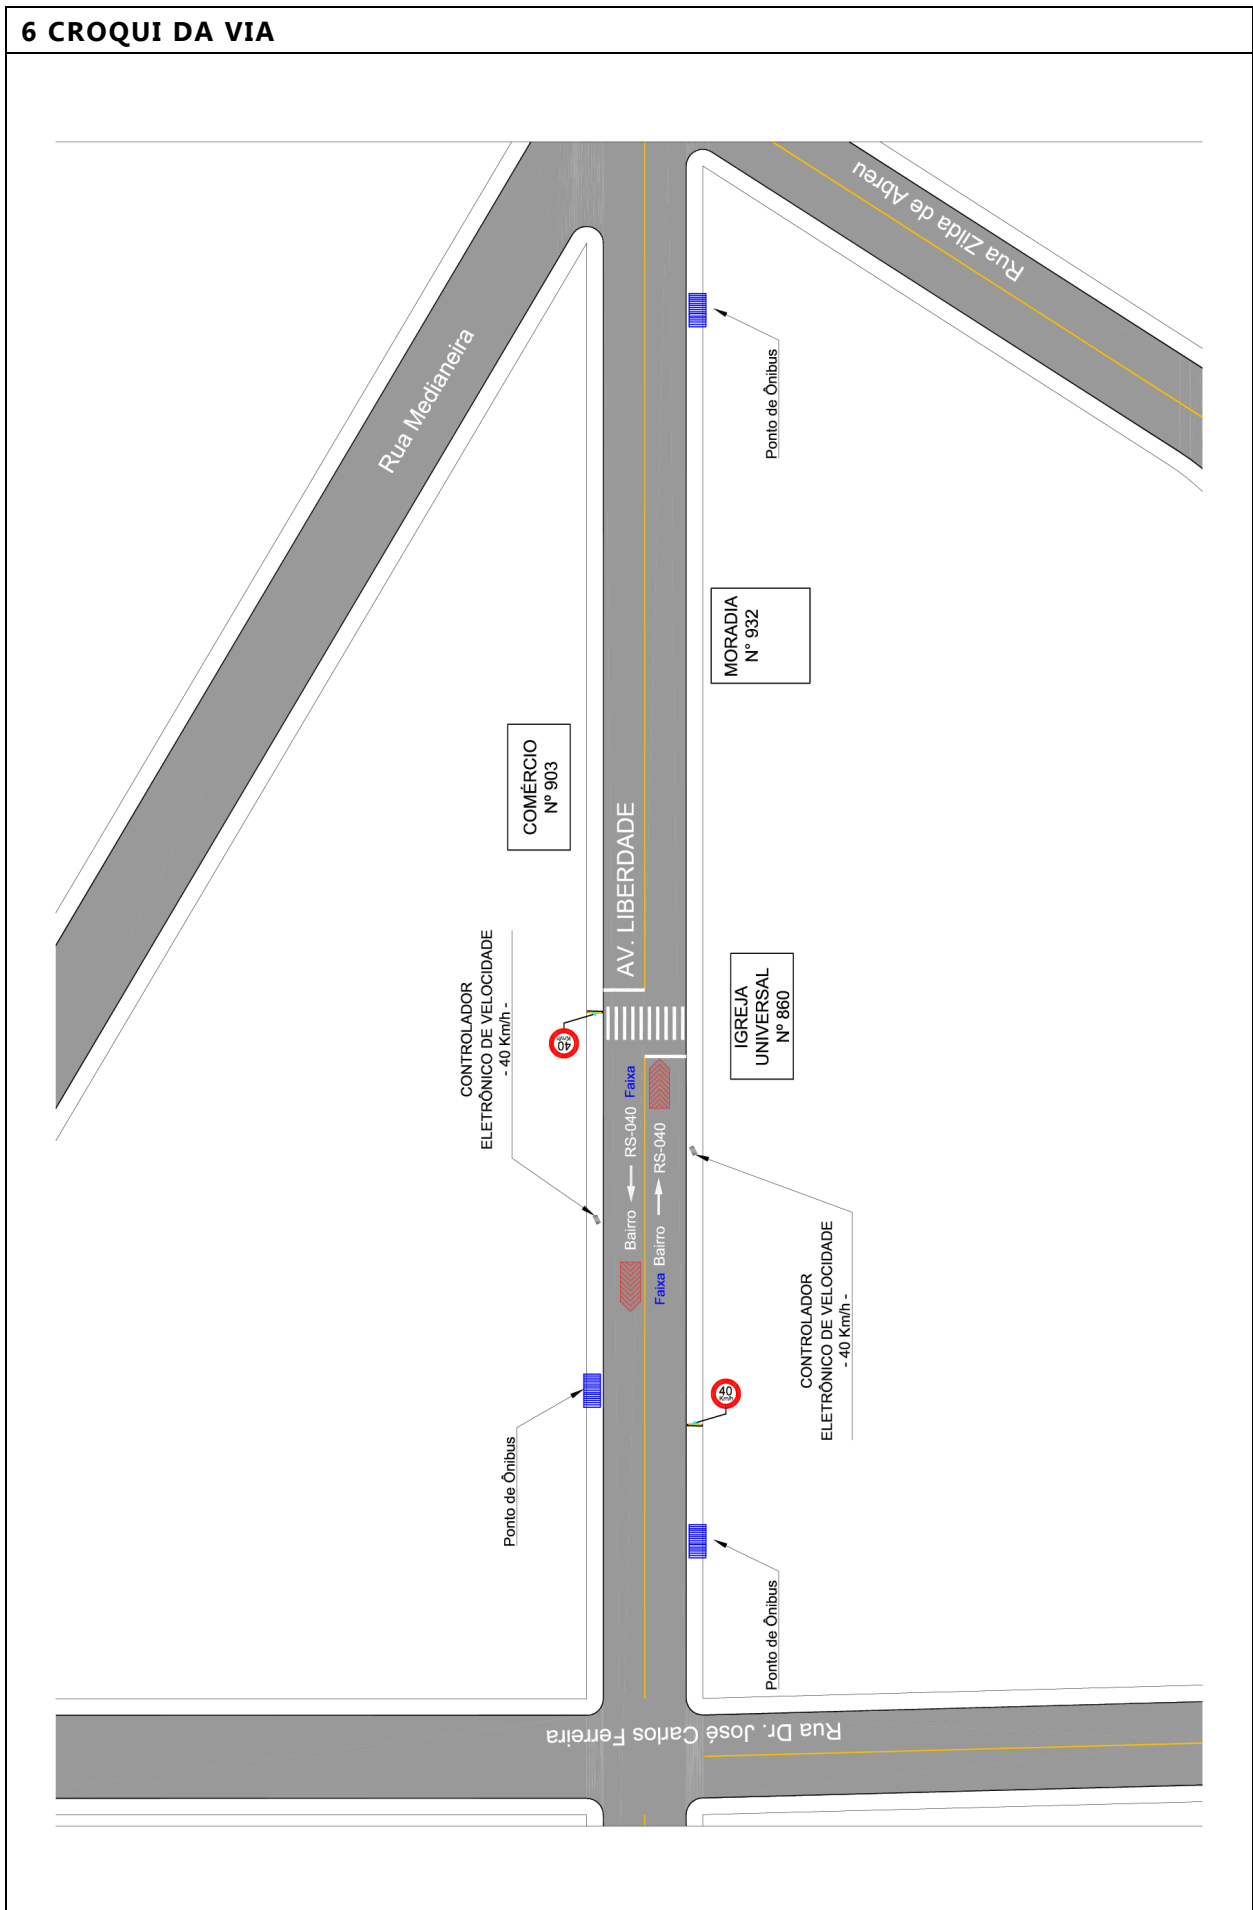 6 CROQUI DA VIA
Rua Zilda de Abreu
Ponto de Ônibus
Rua Medianeira
MORADIA
N° 932
COMÉRCIO
Nº 903
AV. LIBERDADE
CONTROLADOR
ELETRÔNICO DE VELOCIDADE
- 40 Km/h -
IGREJA
UNIVERSAL
Nº 860
40
Km/h
Bairro RS-040 Faixa
Faixa Bairro RS-040
CONTROLADOR
ELETRÔNICO DE VELOCIDADE
- 40 Km/h -
40
Km/h
Ponto de Ônibus
Ponto de Ônibus
Rua Dr. José Carlos Ferreira